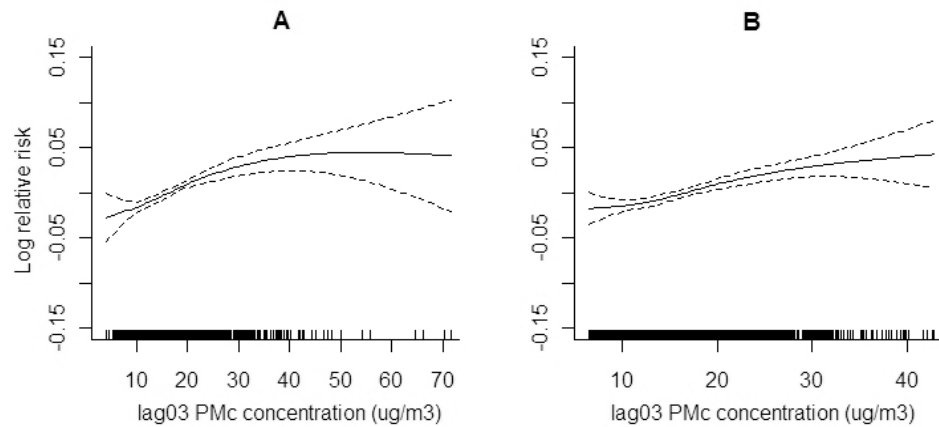 A
B
Log relative risk
0.15
0.05
-0.05
-0.15
10 20 30 40 50 60 70
lag03 PMc concentration (ug/m3)
0.15
0.05
-0.05
-0.15
10 20 30 40
lag03 PMc concentration (ug/m3)